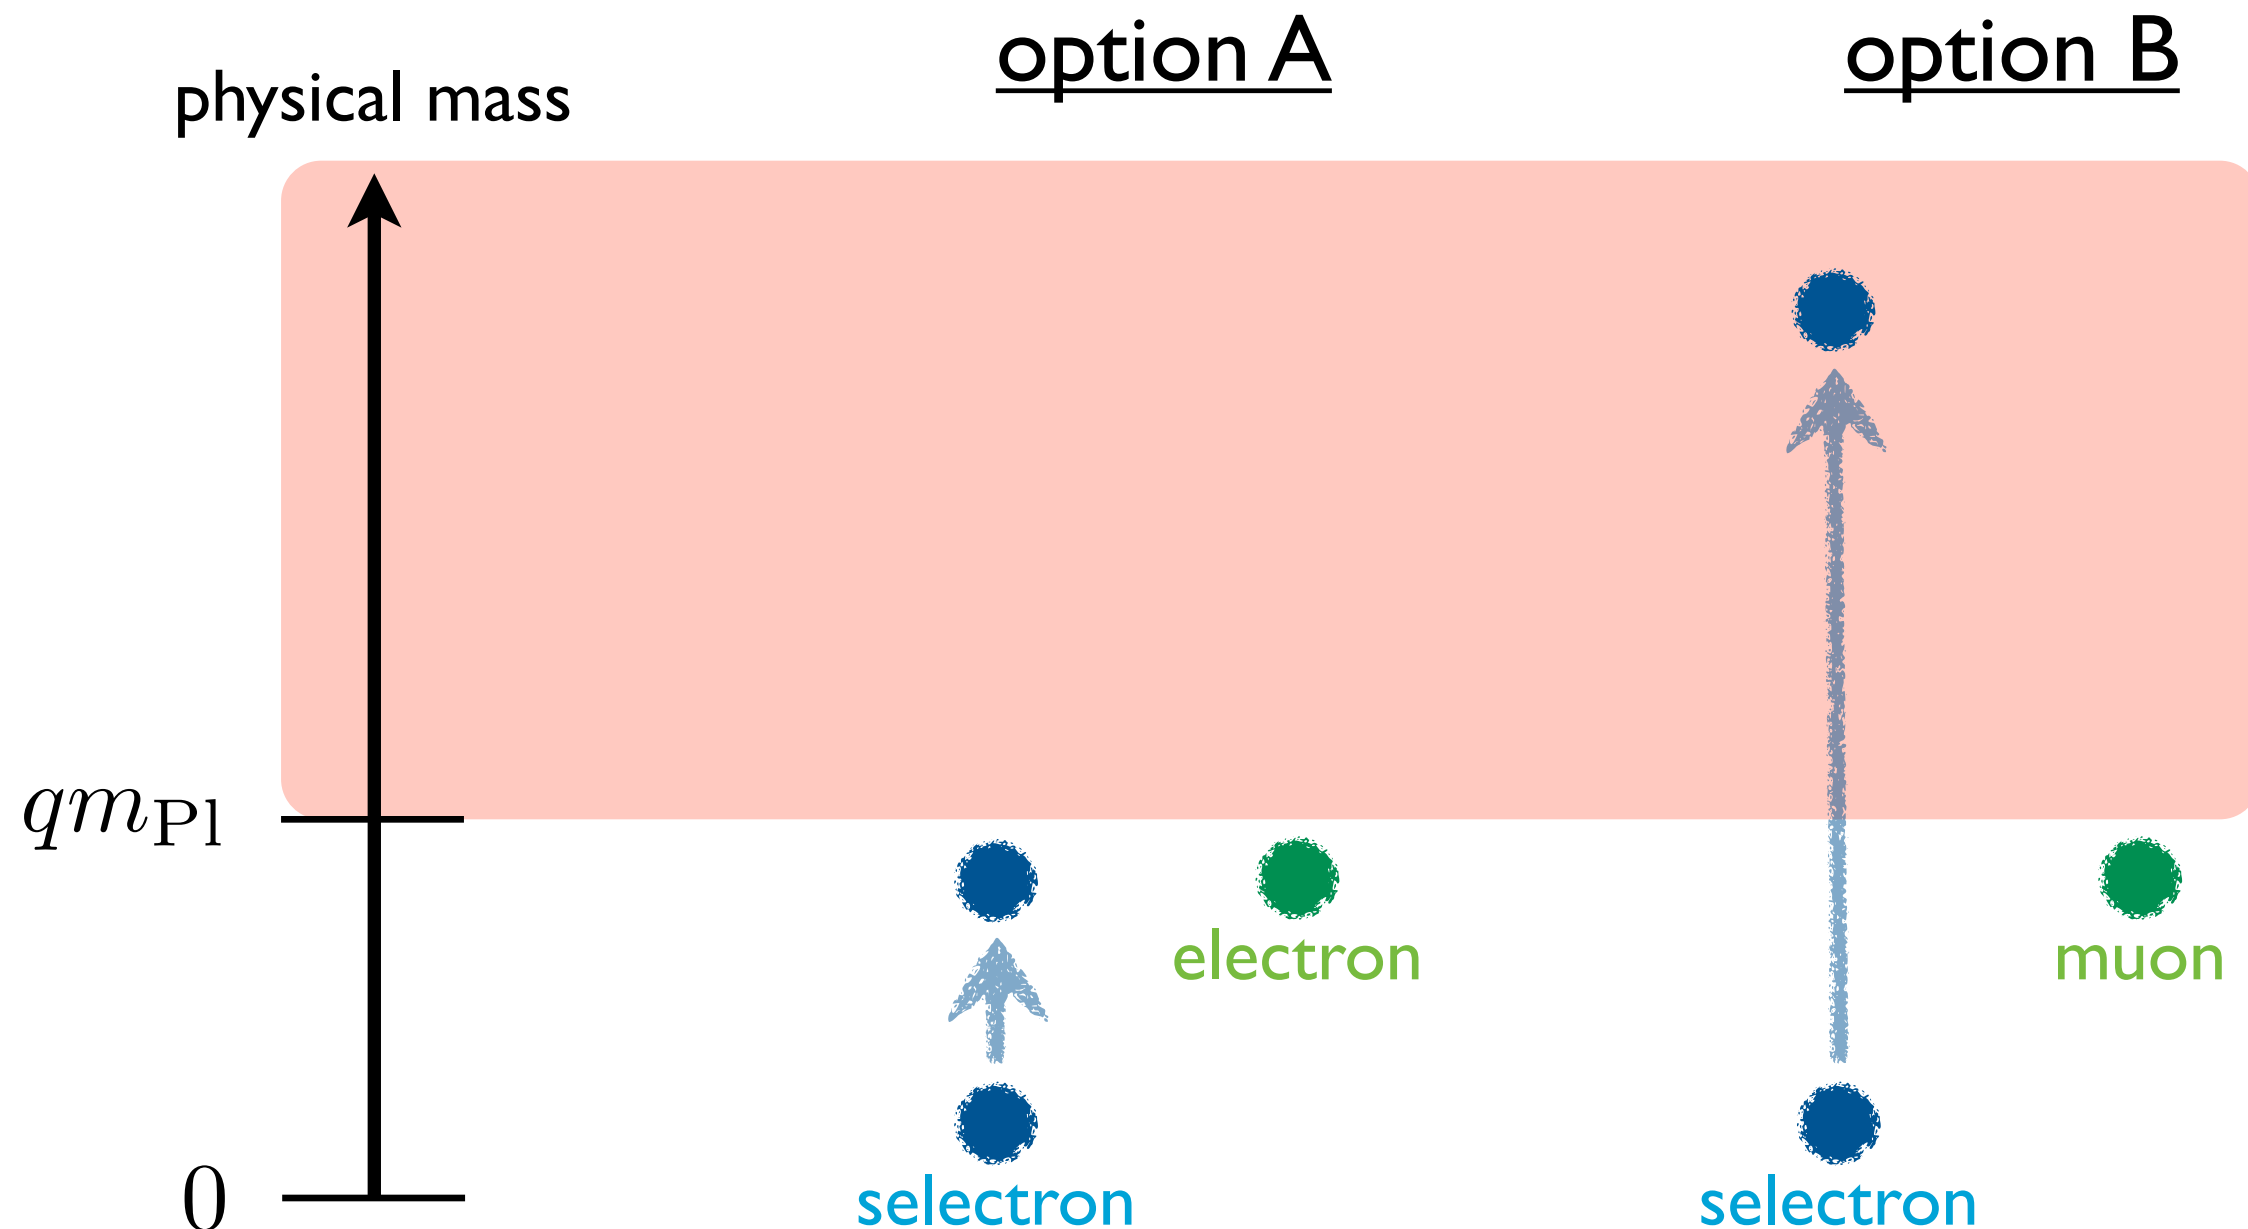 option A
option B
physical mass
qm_Pl
electron
muon
0
selectron
selectron